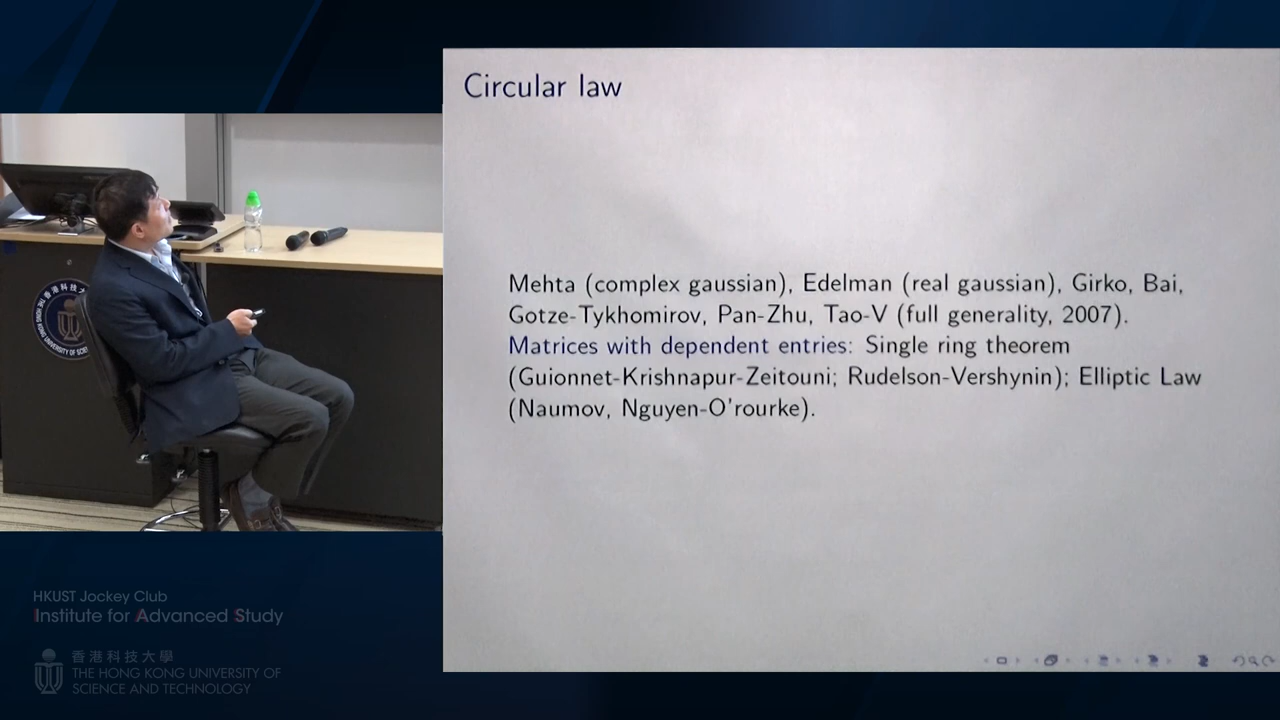 Circular law
Mehta (complex gaussian), Edelman (real gaussian), Girko, Bai,
Gotze-Tykhomirov, Pan-Zhu, Tao-V (full generality, 2007).
Matrices with dependent entries: Single ring theorem
(Guionnet-Krishnapur-Zeitouni; Rudelson-Vershynin); Elliptic Law
(Naumov, Nguyen-O'rourke).
HKUST Jockey Club
Institute for Advanced Study
香港科技大學
THE HONG KONG UNIVERSITY OF
SCIENCE AND TECHNOLOGY